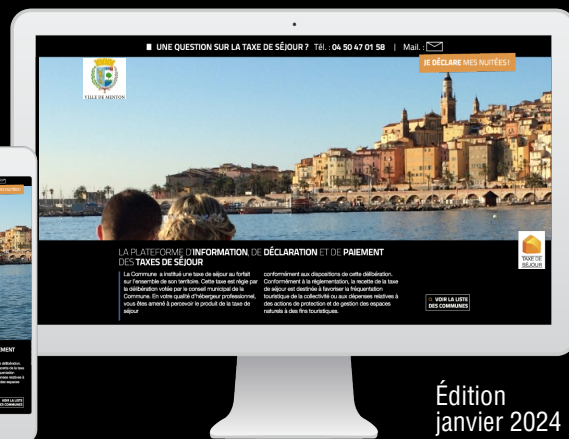 UNE QUESTION SUR LA TAXE DE SÉJOUR ? Tél. : 04 50 47 01 58 | Mail. :
JE DÉCLARE MES NUITÉES !
VILLE DE MENTON
LA PLATEFORME D'INFORMATION, DE DÉCLARATION ET DE PAIEMENT
DES TAXES DE SÉJOUR
La Commune a institué une taxe de séjour au forfait
sur l'ensemble de son territoire. Cette taxe est régie par
la délibération votée par le conseil municipal de la
Commune. En votre qualité d'hébergeur professionnel,
vous êtes amené à percevoir le produit de la taxe de
séjour
conformément aux dispositions de cette délibération.
Conformément à la réglementation, la recette de la taxe
de séjour est destinée à favoriser la fréquentation
touristique de la collectivité ou aux dépenses relatives à
des actions de protection et de gestion des espaces
naturels à des fins touristiques.
TAXE DE
SÉJOUR
VOIR LA LISTE
DES COMMUNES
EMENT
VOIR LA LISTE
DES COMMUNES
Édition
janvier 2024